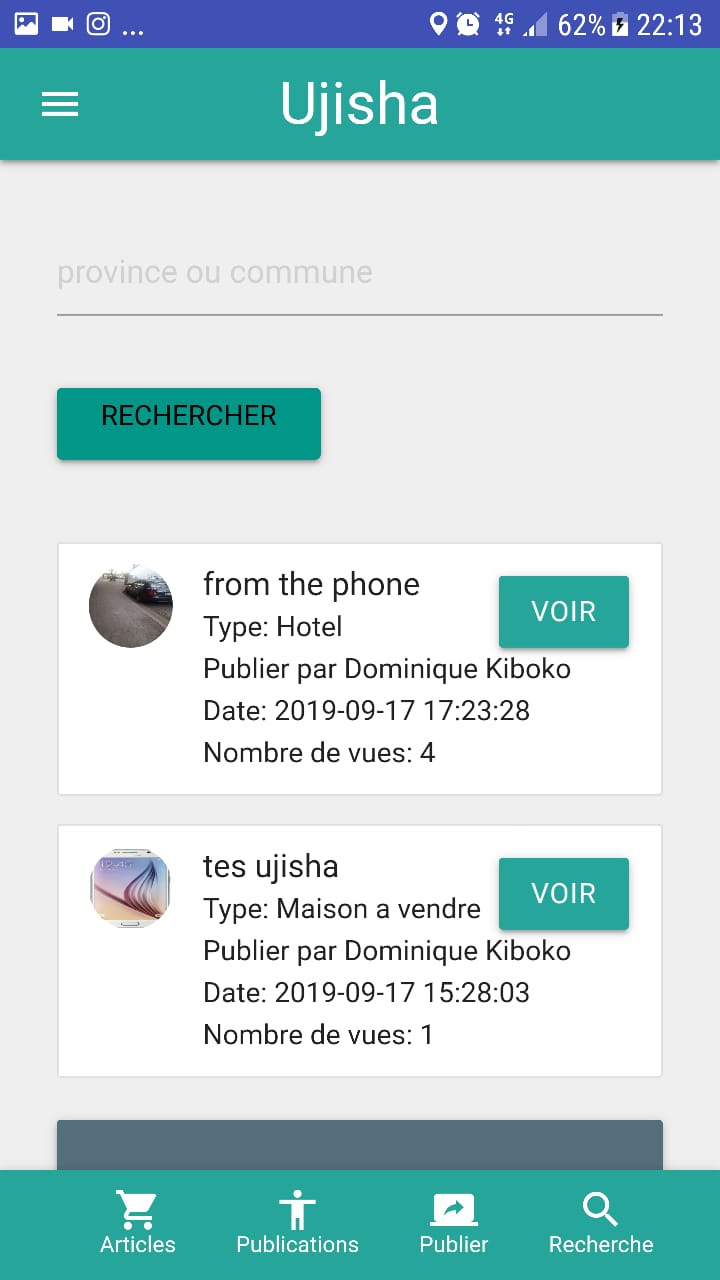 ... 4G 62% 22:13
Ujisha
province ou commune
RECHERCHER
from the phone
VOIR
Type: Hotel
Publier par Dominique Kiboko
Date: 2019-09-17 17:23:28
Nombre de vues: 4
tes ujisha
VOIR
Type: Maison a vendre
Publier par Dominique Kiboko
Date: 2019-09-17 15:28:03
Nombre de vues: 1
Articles Publications Publier Recherche